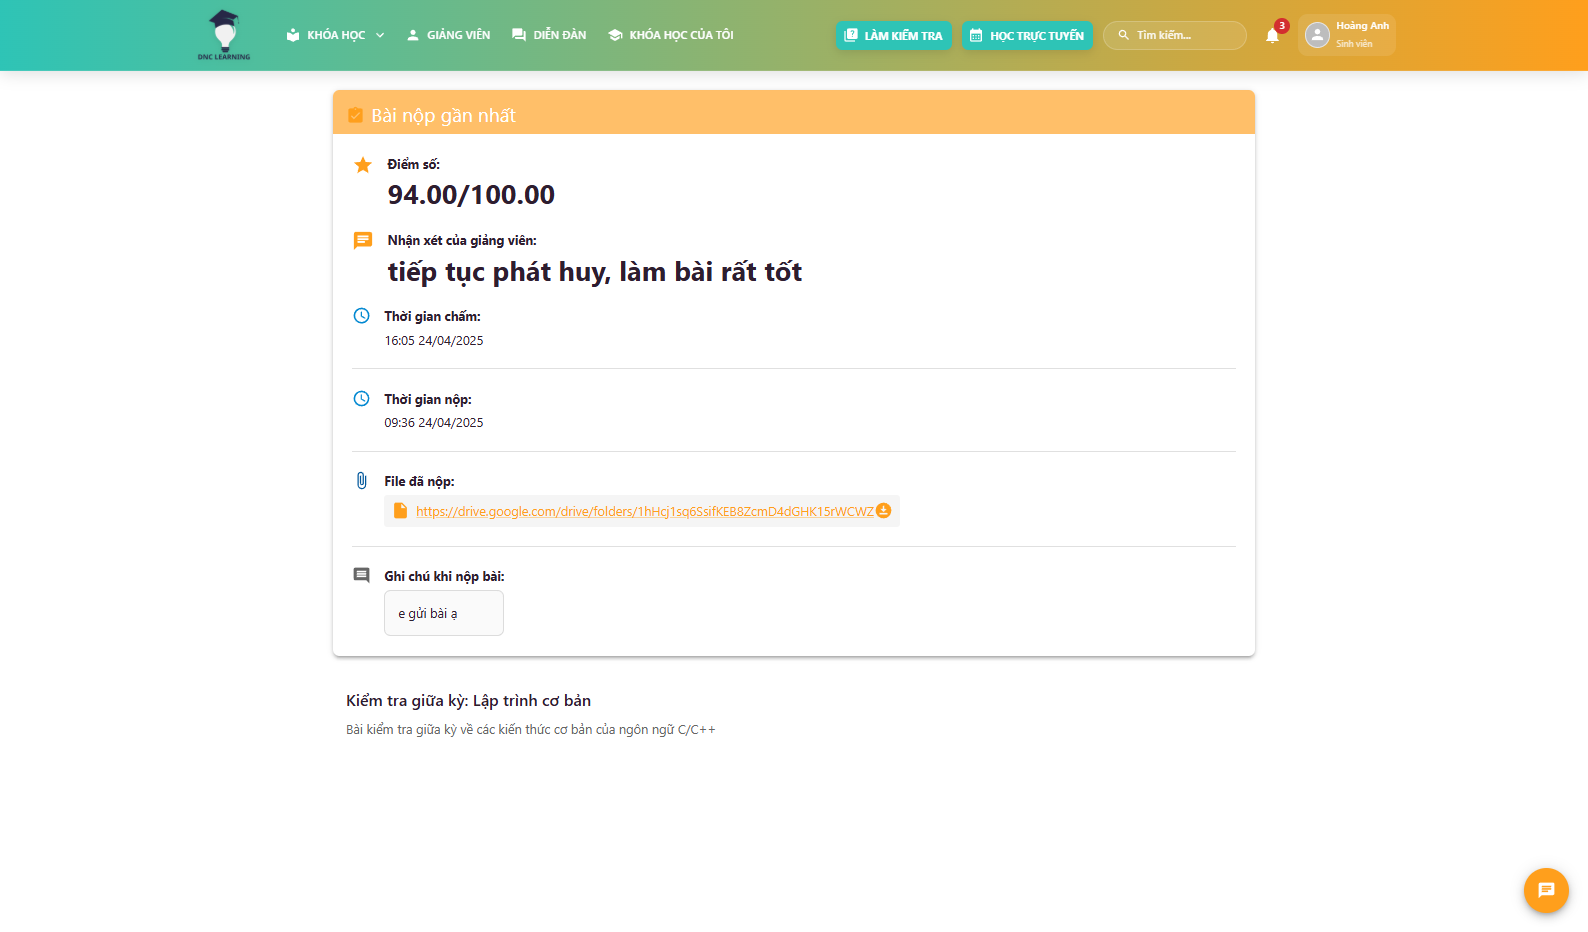 DNC LEARNING
KHÓA HỌC
GIẢNG VIÊN
DIỄN ĐÀN
KHÓA HỌC CỦA TÔI
LÀM KIỂM TRA
HỌC TRỰC TUYẾN
Tìm kiếm...
3
Hoàng Anh
Sinh viên
Bài nộp gần nhất
Điểm số:
94.00/100.00
Nhận xét của giảng viên:
tiếp tục phát huy, làm bài rất tốt
Thời gian chấm:
16:05 24/04/2025
Thời gian nộp:
09:36 24/04/2025
File đã nộp:
https://drive.google.com/drive/folders/1hHcj1sq6SsifKEB8ZcmD4dGHK15rWCWZ
Ghi chú khi nộp bài:
e gửi bài ạ
Kiểm tra giữa kỳ: Lập trình cơ bản
Bài kiểm tra giữa kỳ về các kiến thức cơ bản của ngôn ngữ C/C++